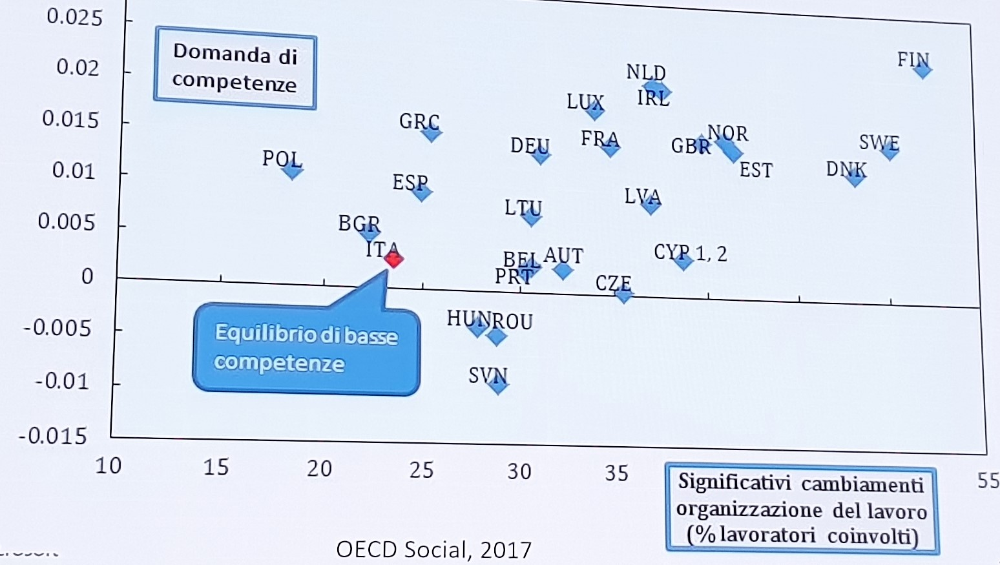 0.025
Domanda di
competenze
0.02
FIN
NLD
IRL
LUX
0.015
GRC
DEU
FRA
GBR
NOR
SWE
POL
0.01
EST
DNK
ESP
LVA
LTU
0.005
BGR
ITA
BEL
AUT
CYP 1, 2
PRT
0
CZE
HUN
ROU
-0.005
Equilibrio di basse
competenze
SVN
-0.01
-0.015
10 15 20 25 30 35 55
Significativi cambiamenti
organizzazione del lavoro
(% lavoratori coinvolti)
OECD Social, 2017